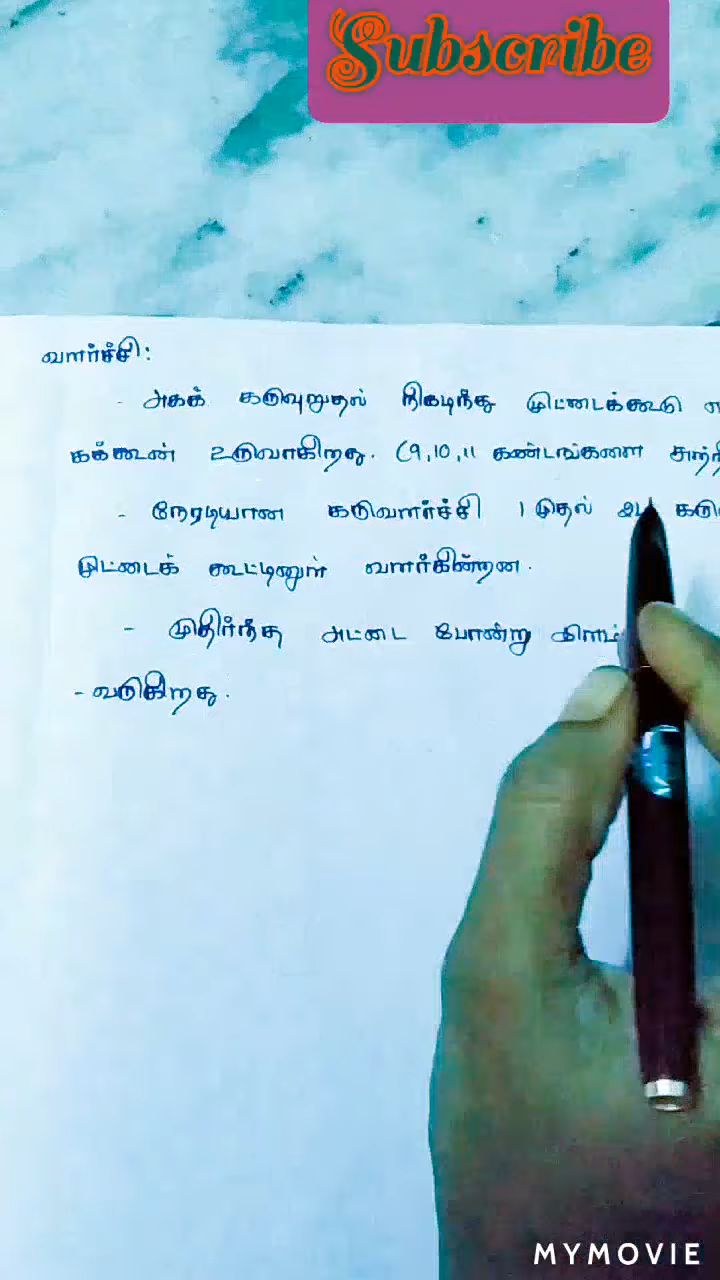 Subscribe
வளர்ச்சி:
- அகக் கருவுறுதல் நிகழ்ந்து முட்டைக்கூடு
கக்கூன் உருவாகிறது. (9,10,11 கண்டங்களை சுற்றி
- நேரடியான கருவளர்ச்சி 1 முதல்
முட்டைக் கூட்டினுள் வளர்கின்றன.
- முதிர்ந்த அட்டை போன்று
- வருகிறது.
MYMOVIE